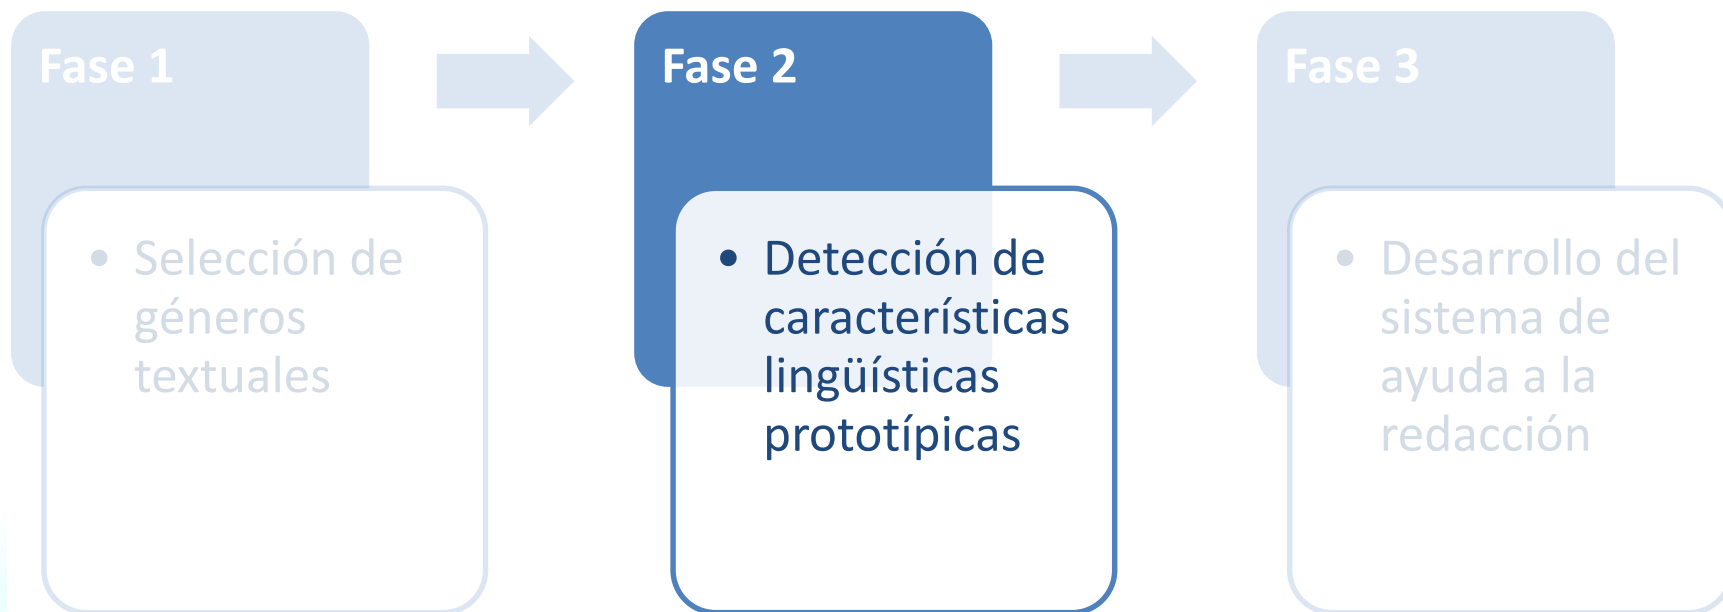 Fase 1
• Selección de
géneros
textuales
Fase 2
• Detección de
característísticas
lingüísticas
prototípicas
Fase 3
• Desarrollo del
sistema de
ayuda a la
redacción